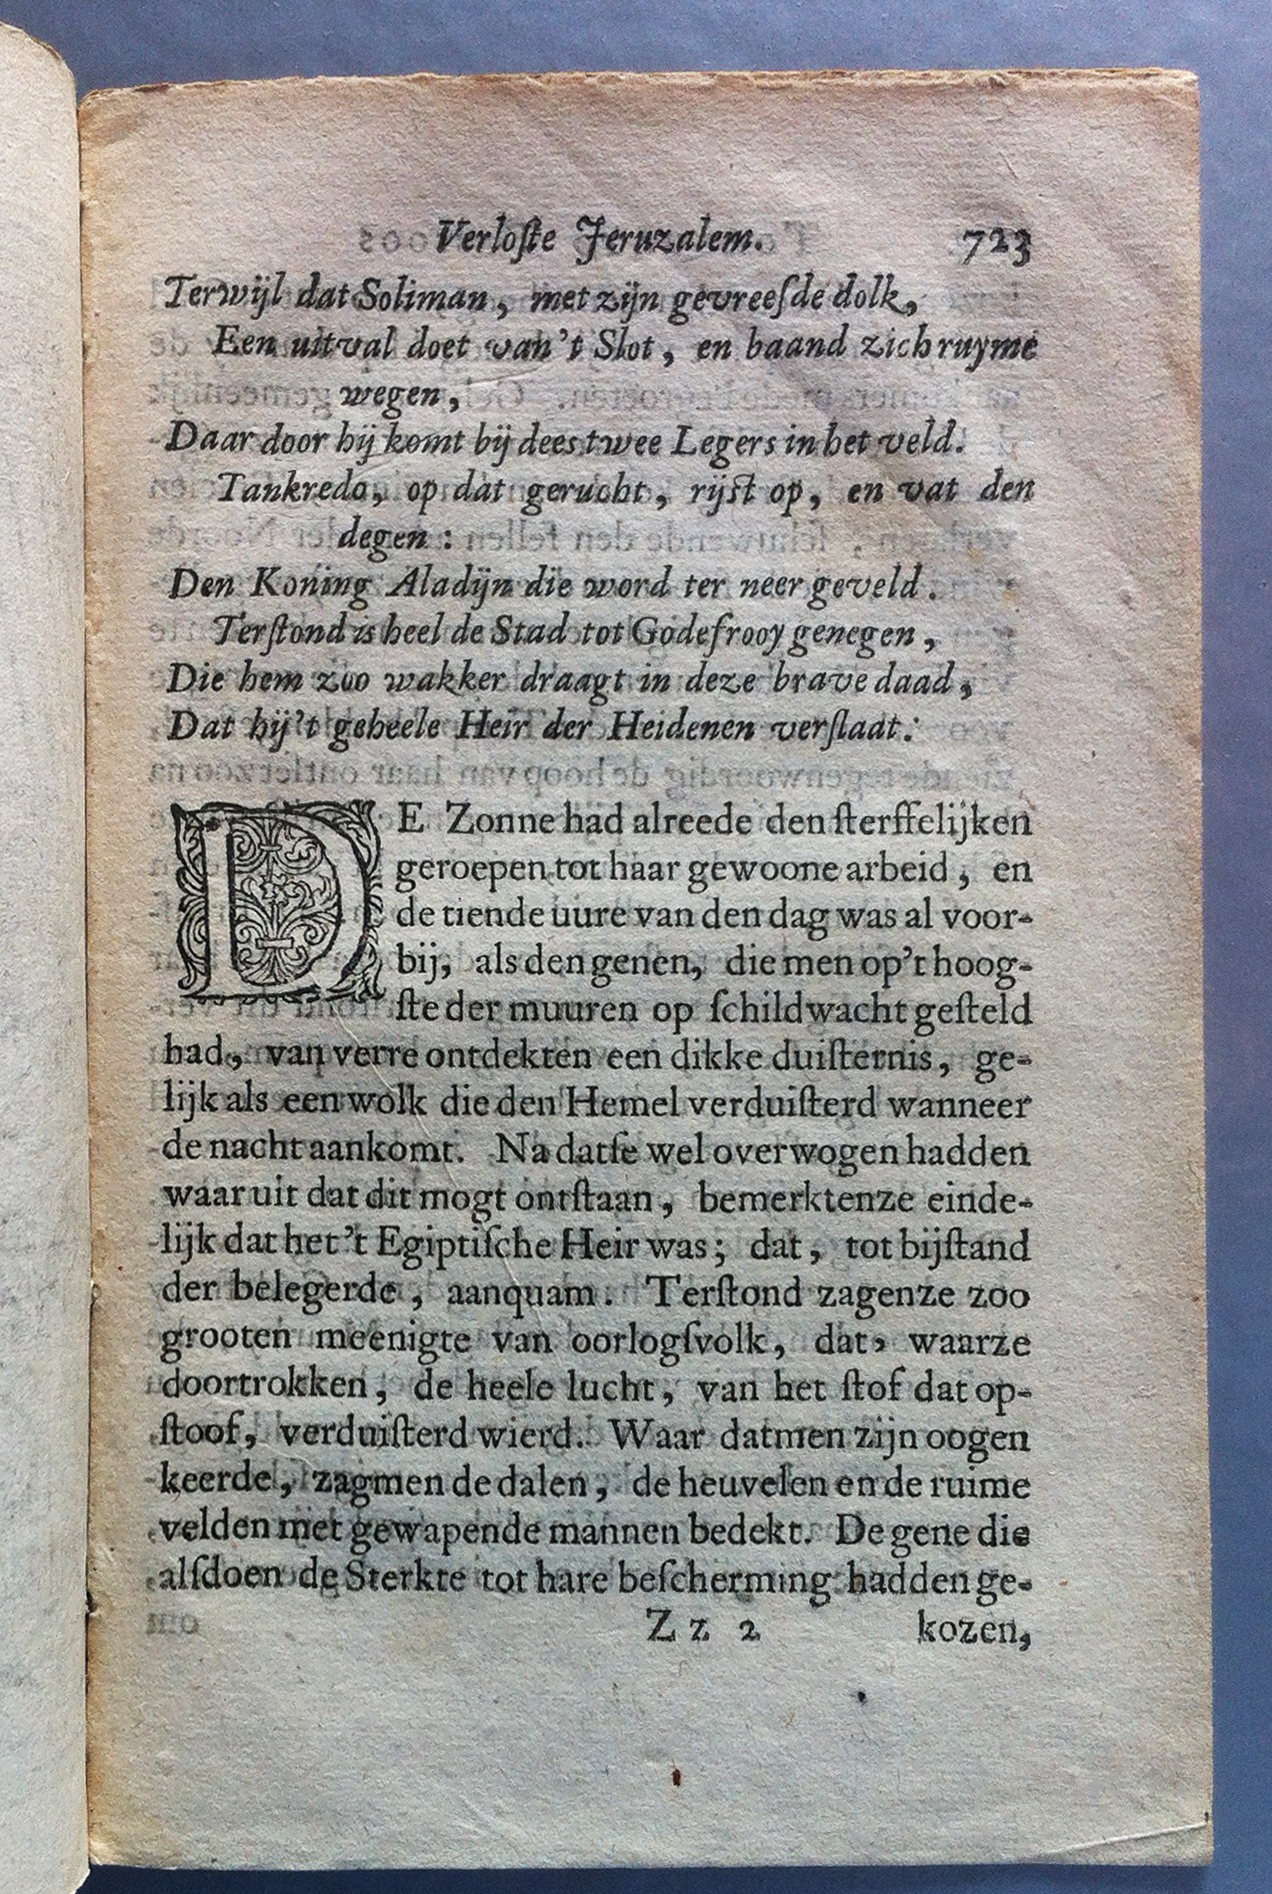 Verloſte Jeruzalem. 723
Terwijl dat Soliman, met zijn gevreeſde dolk,
Een uitval doet van't Slot, en baand zich ruyme
wegen,
Daar door hij komt bij dees twee Legers in het veld.
Tankredo, op dat gerucht, rijst op, en vat den
degen:
Den Koning Aladijn die word ter neer geveld.
Terſtond is heel de Stad tot Godefrooy genegen,
Die hem zoo wakker draagt in deze brave daad,
Dat hij't geheele Heir der Heidenen verſlaat.
DE Zonne had alreede den ſterffelijken
geroepen tot haar gewoone arbeid, en
de tiende uure van den dag was al voor-
bij, als den genen, die men op't hoog-
ſte der muuren op ſchildwacht geſteld
had, van verre ontdekten een dikke duiſternis, ge-
lijk als een wolk die den Hemel verduiſterd wanneer
de nacht aankomt. Na datſe wel overwogen hadden
waar uit dat dit mogt ontſtaan, bemerktenze einde-
lijk dat het 't Egiptiſche Heir was; dat, tot bijſtand
der belegerde, aanquam. Terſtond zagenze zoo
grooten meenigte van oorlogſvolk, dat, waarze
doortrokken, de heele lucht, van het ſtof dat op-
ſtoof, verduiſterd wierd. Waar datmen zijn oogen
keerde, zagmen de dalen, de heuvelen en de ruime
velden met gewapende mannen bedekt. De gene die
alſdoen de Sterkte tot hare beſcherming hadden ge-
Zz 2 kozen,